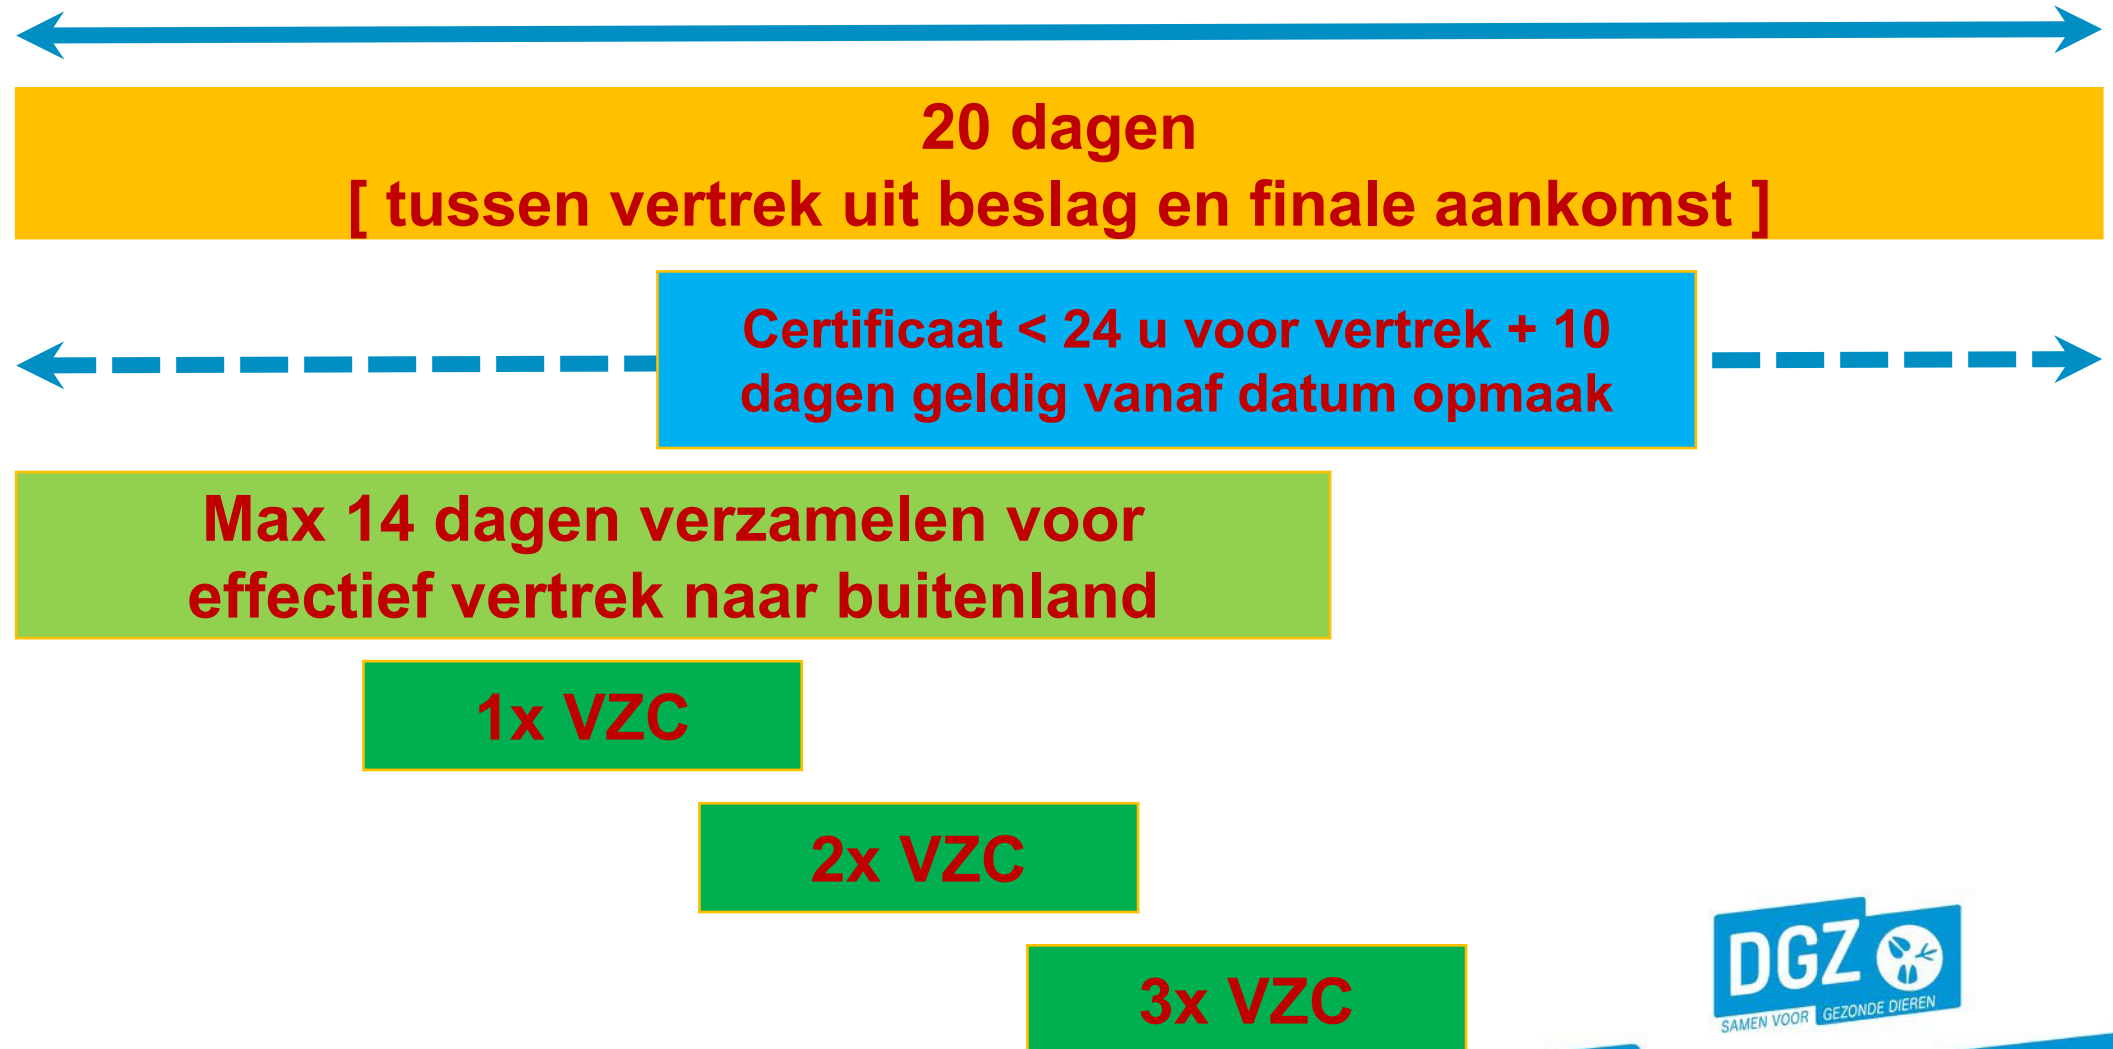 20 dagen
[ tussen vertrek uit beslag en finale aankomst ]
Certificaat < 24 u voor vertrek + 10
dagen geldig vanaf datum opmaak
Max 14 dagen verzamelen voor
effectief vertrek naar buitenland
1x VZC
2x VZC
3x VZC
DGZ
SAMEN VOOR GEZONDE DIEREN